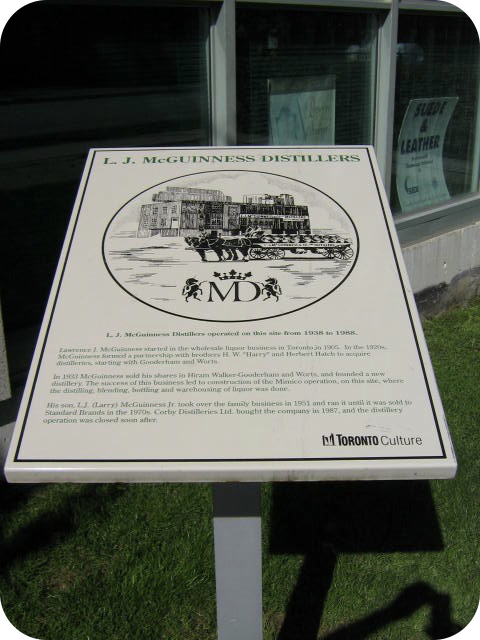 SUEDE
&
LEATHER
L. J. McGUINNESS DISTILLERS
MD
L. J. McGuinness Distillers operated on this site from 1938 to 1988.
Lawrence J. McGuinness started in the wholesale liquor business in Toronto in 1905. In the 1920s,
McGuinness formed a partnership with brothers H. W. "Harry" and Herbert Hatch to acquire
distilleries, starting with Gooderham and Worts.
In 1933 McGuinness sold his shares in Hiram Walker-Gooderham and Worts, and founded a new
distillery. The success of this business led to construction of the Mimico operation, on this site, where
the distilling, blending, bottling and warehousing of liquor was done.
His son, L.J. (Larry) McGuinness Jr. took over the family business in 1951 and ran it until it was sold to
Standard Brands in the 1970s. Corby Distilleries Ltd. bought the company in 1987, and the distillery
operation was closed soon after.
TORONTO Culture